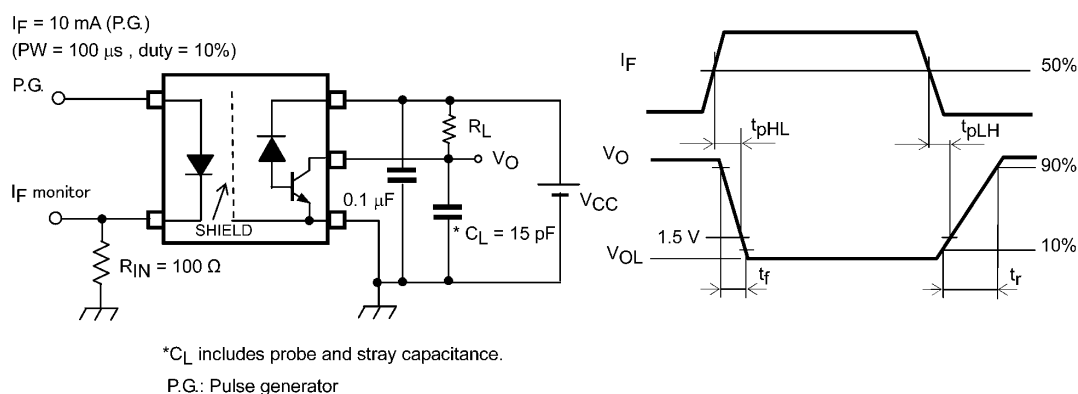 IF = 10 mA (P.G.)
(PW = 100 μs , duty = 10%)
P.G.
IF monitor
RIN = 100 Ω
SHIELD
0.1 μF
RL
VO
* CL = 15 pF
VCC
IF
50%
tpHL
tpLH
VO
90%
1.5 V
10%
VOL
tf
tr
*CL includes probe and stray capacitance.
P.G.: Pulse generator